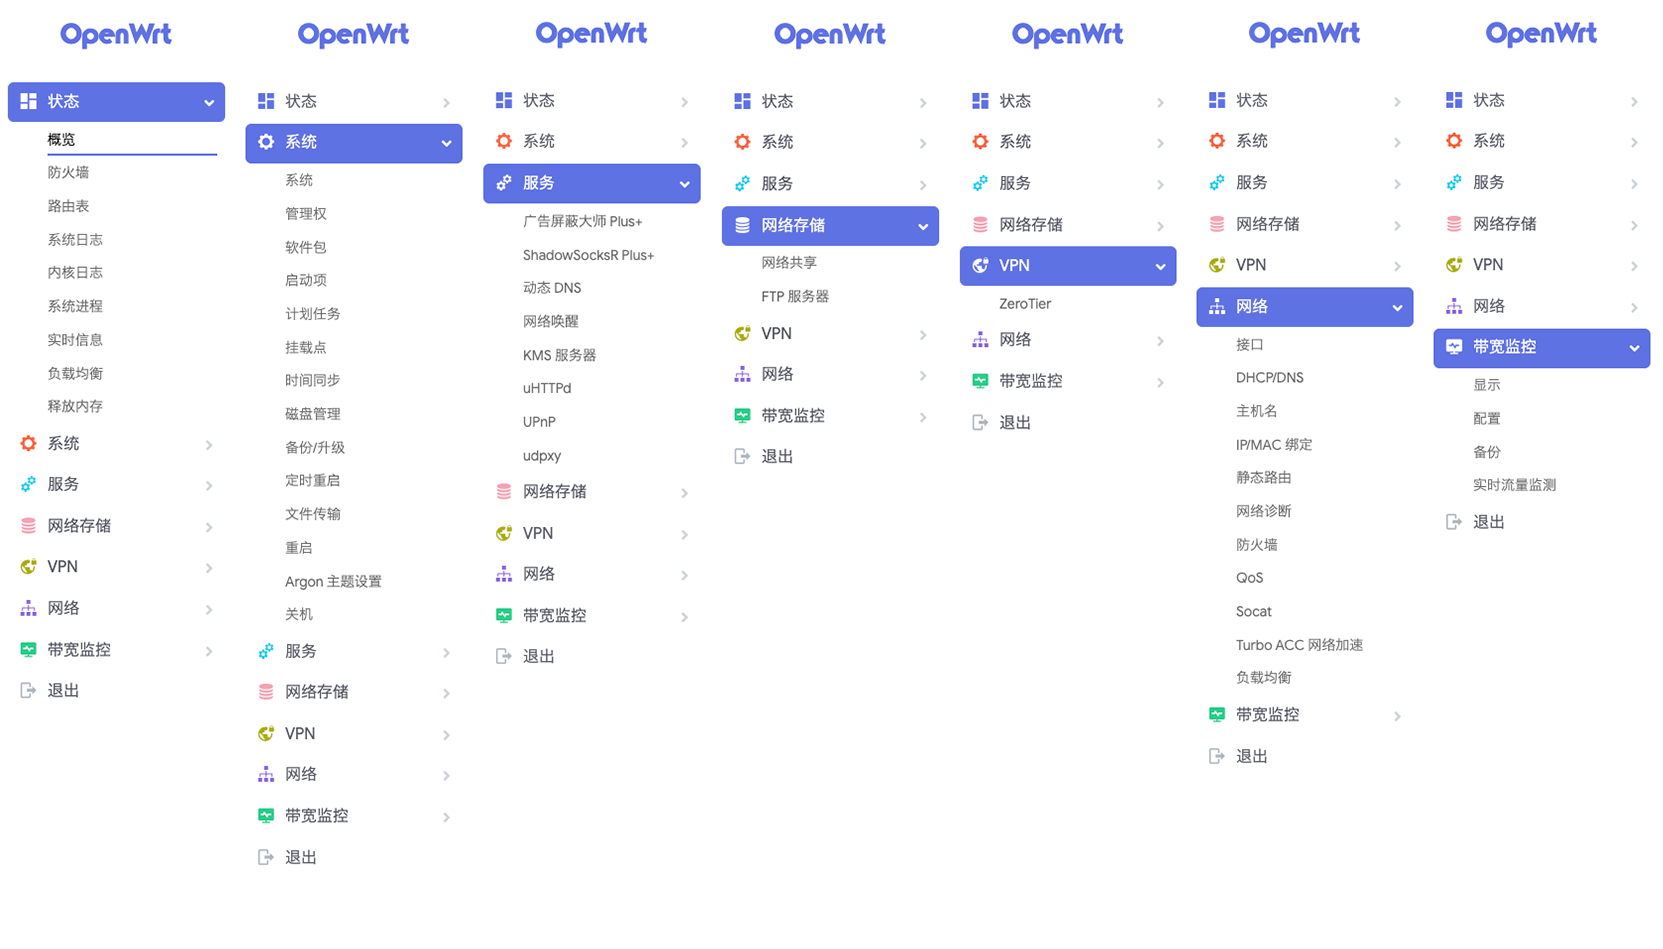 OpenWrt
状态
概览
防火墙
路由表
系统日志
内核日志
系统进程
实时信息
负载均衡
释放内存
系统
服务
网络存储
VPN
网络
带宽监控
退出
OpenWrt
状态
系统
系统
管理权
软件包
启动项
计划任务
挂载点
时间同步
磁盘管理
备份/升级
定时重启
文件传输
重启
Argon 主题设置
关机
服务
网络存储
VPN
网络
带宽监控
退出
OpenWrt
状态
系统
服务
广告屏蔽大师 Plus+
ShadowSocksR Plus+
动态 DNS
网络唤醒
KMS 服务器
uHTTPd
UPnP
udpxy
网络存储
VPN
网络
带宽监控
退出
OpenWrt
状态
系统
服务
网络存储
网络共享
FTP 服务器
VPN
网络
带宽监控
退出
OpenWrt
状态
系统
服务
网络存储
VPN
ZeroTier
网络
带宽监控
退出
OpenWrt
状态
系统
服务
网络存储
VPN
网络
接口
DHCP/DNS
主机名
IP/MAC 绑定
静态路由
网络诊断
防火墙
QoS
Socat
Turbo ACC 网络加速
负载均衡
带宽监控
退出
OpenWrt
状态
系统
服务
网络存储
VPN
网络
带宽监控
显示
配置
备份
实时流量监测
退出